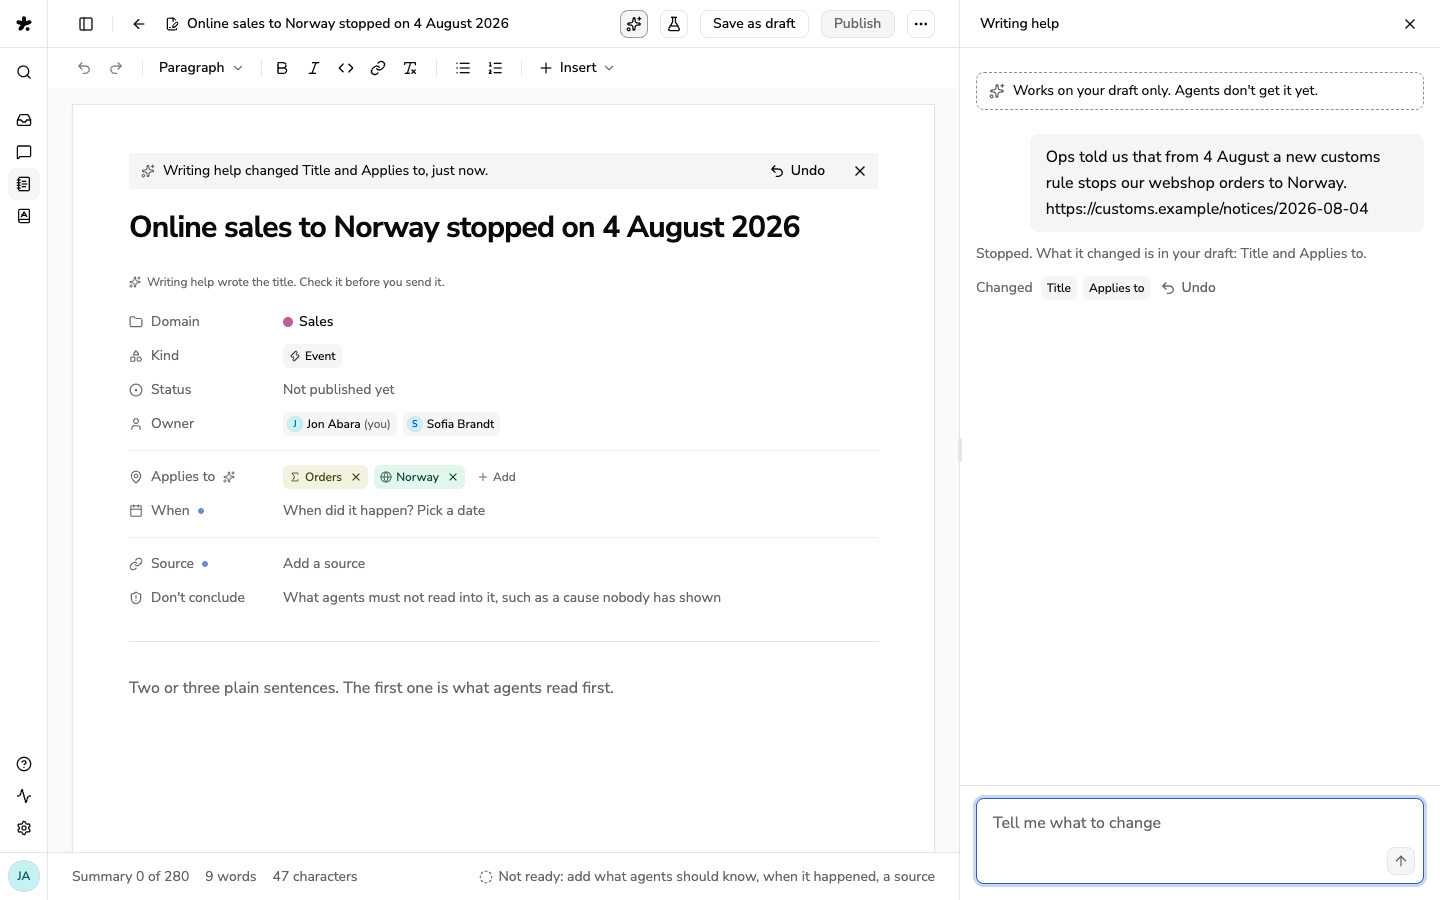 Online sales to Norway stopped on 4 August 2026
Save as draft
Publish
Writing help
Paragraph
Insert
Works on your draft only. Agents don't get it yet.
Ops told us that from 4 August a new customs
rule stops our webshop orders to Norway.
https://customs.example/notices/2026-08-04
Stopped. What it changed is in your draft: Title and Applies to.
Changed Title Applies to Undo
Writing help changed Title and Applies to, just now. Undo
Online sales to Norway stopped on 4 August 2026
Writing help wrote the title. Check it before you send it.
Domain Sales
Kind Event
Status Not published yet
Owner J Jon Abara (you) S Sofia Brandt
Applies to Orders Norway Add
When When did it happen? Pick a date
Source Add a source
Don't conclude What agents must not read into it, such as a cause nobody has shown
Two or three plain sentences. The first one is what agents read first.
Tell me what to change
JA
Summary 0 of 280 9 words 47 characters
Not ready: add what agents should know, when it happened, a source